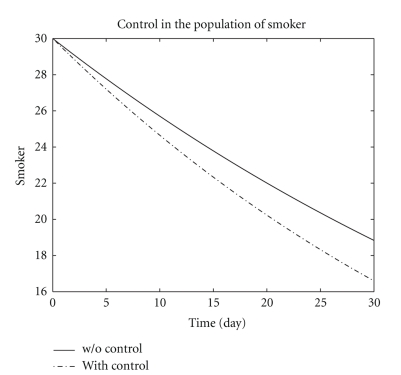 Control in the population of smoker
30
28
26
24
22
20
18
16
Smoker
0 5 10 15 20 25 30
Time (day)
w/o control
With control